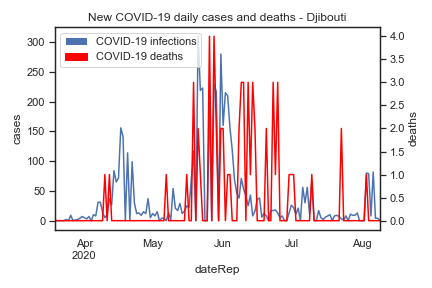 New COVID-19 daily cases and deaths - Djibouti
COVID-19 infections
COVID-19 deaths
cases
300
250
200
150
100
50
0
deaths
4.0
3.5
3.0
2.5
2.0
1.5
1.0
0.5
0.0
Apr May Jun Jul Aug
2020
dateRep